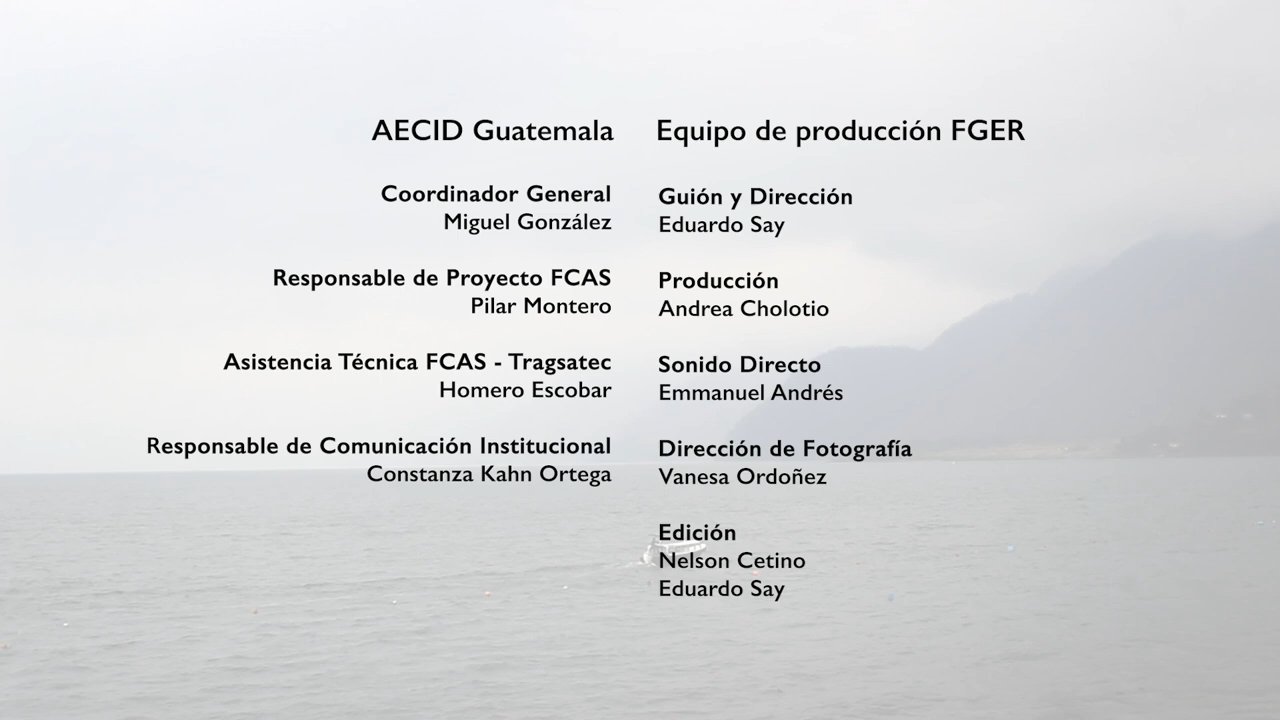 AECID Guatemala
Coordinador General
Miguel González
Responsable de Proyecto FCAS
Pilar Montero
Asistencia Técnica FCAS - Tragsatec
Homero Escobar
Responsable de Comunicación Institucional
Constanza Kahn Ortega
Equipo de producción FGER
Guión y Dirección
Eduardo Say
Producción
Andrea Cholotio
Sonido Directo
Emmanuel Andrés
Dirección de Fotografía
Vanesa Ordoñez
Edición
Nelson Cetino
Eduardo Say